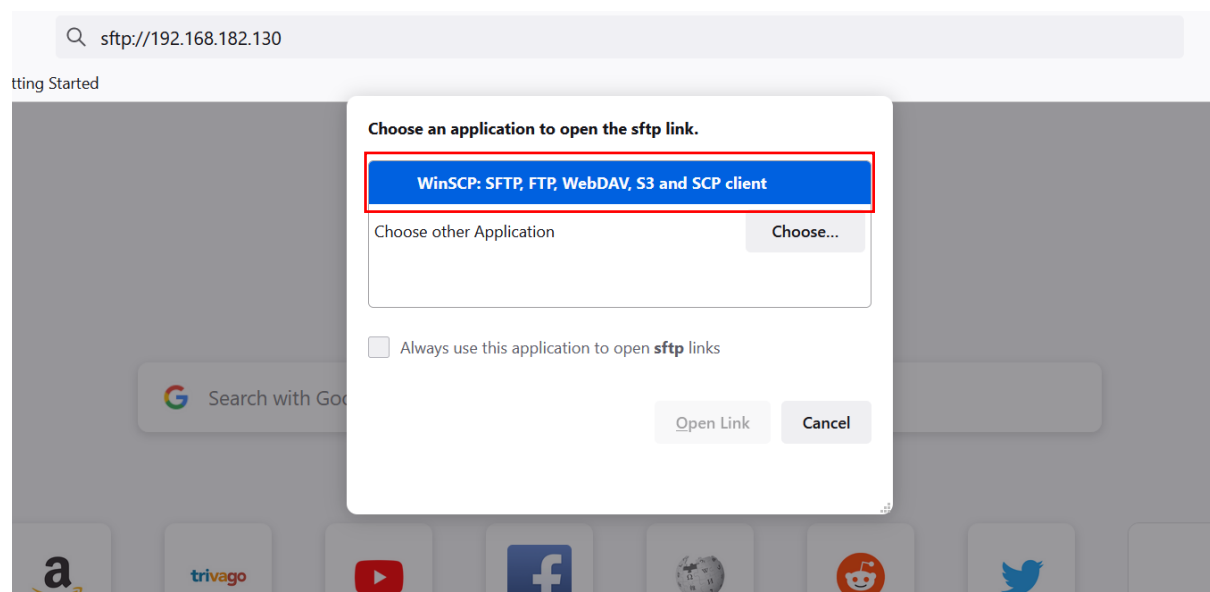 sftp://192.168.182.130
tting Started
Choose an application to open the sftp link.
WinSCP: SFTP, FTP, WebDAV, S3 and SCP client
Choose other Application Choose...
Always use this application to open sftp links
Search with Goo
Open Link Cancel
a trivago